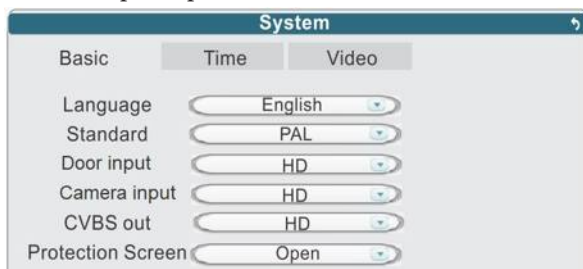 System
Basic Time Video
Language English
Standard PAL
Door input HD
Camera input HD
CVBS out HD
Protection Screen Open